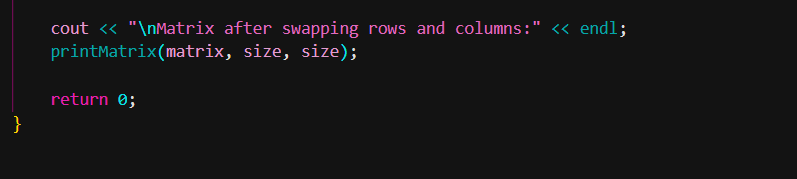 cout << "\nMatrix after swapping rows and columns:" << endl;
printMatrix(matrix, size, size);
return 0;
}